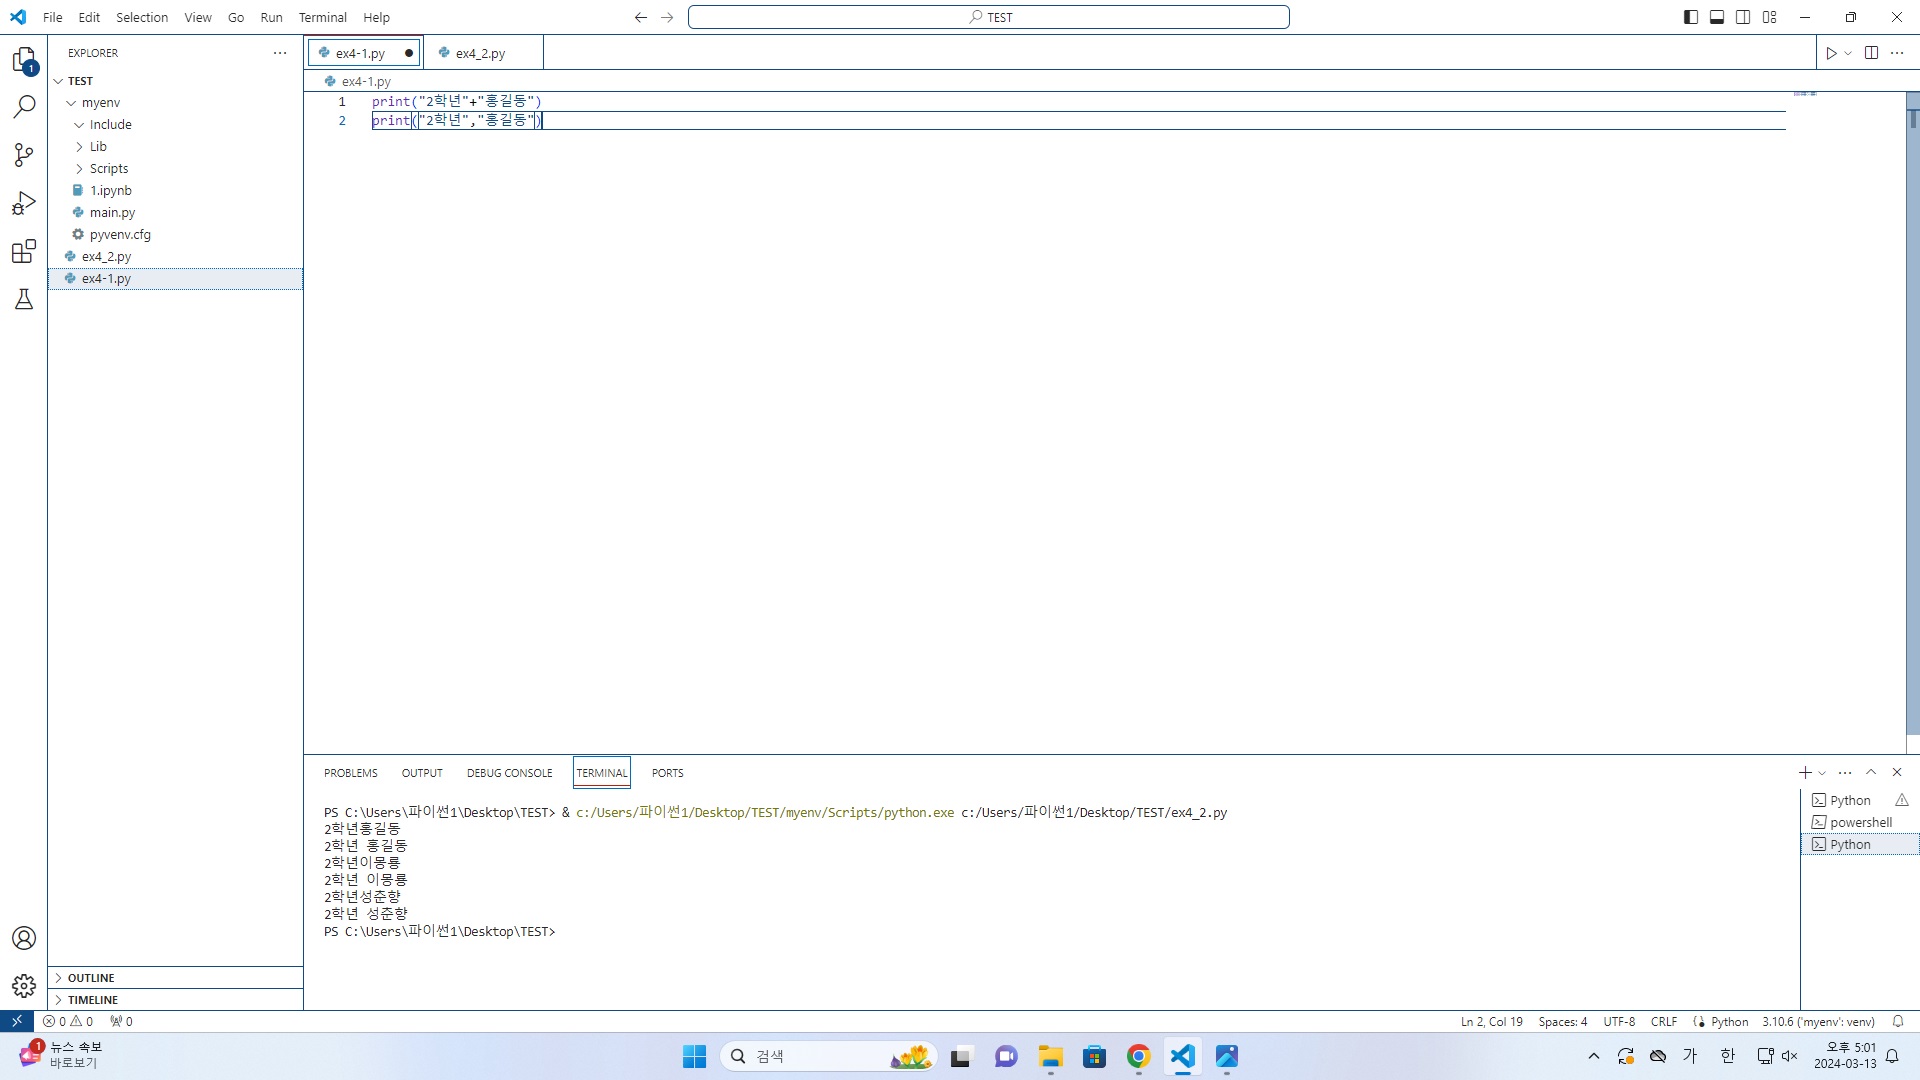 File Edit Selection View Go Run Terminal Help
TEST
EXPLORER
ex4-1.py
ex4_2.py
TEST
myenv
Include
Lib
Scripts
1.ipynb
main.py
pyvenv.cfg
ex4_2.py
ex4-1.py
1
ex4-1.py
1 print("2학년"+"홍길동")
2 print("2학년","홍길동")
PROBLEMS OUTPUT DEBUG CONSOLE TERMINAL PORTS
PS C:\Users\파이썬1\Desktop\TEST> & c:/Users/파이썬1/Desktop/TEST/myenv/Scripts/python.exe c:/Users/파이썬1/Desktop/TEST/ex4_2.py
2학년홍길동
2학년 홍길동
2학년이몽룡
2학년 이몽룡
2학년성춘향
2학년 성춘향
PS C:\Users\파이썬1\Desktop\TEST>
Python
powershell
Python
OUTLINE
TIMELINE
0 0 0
Ln 2, Col 19 Spaces: 4 UTF-8 CRLF Python 3.10.6 ('myenv': venv)
1
뉴스 속보
바로보기
검색
가 한
오후 5:01
2024-03-13